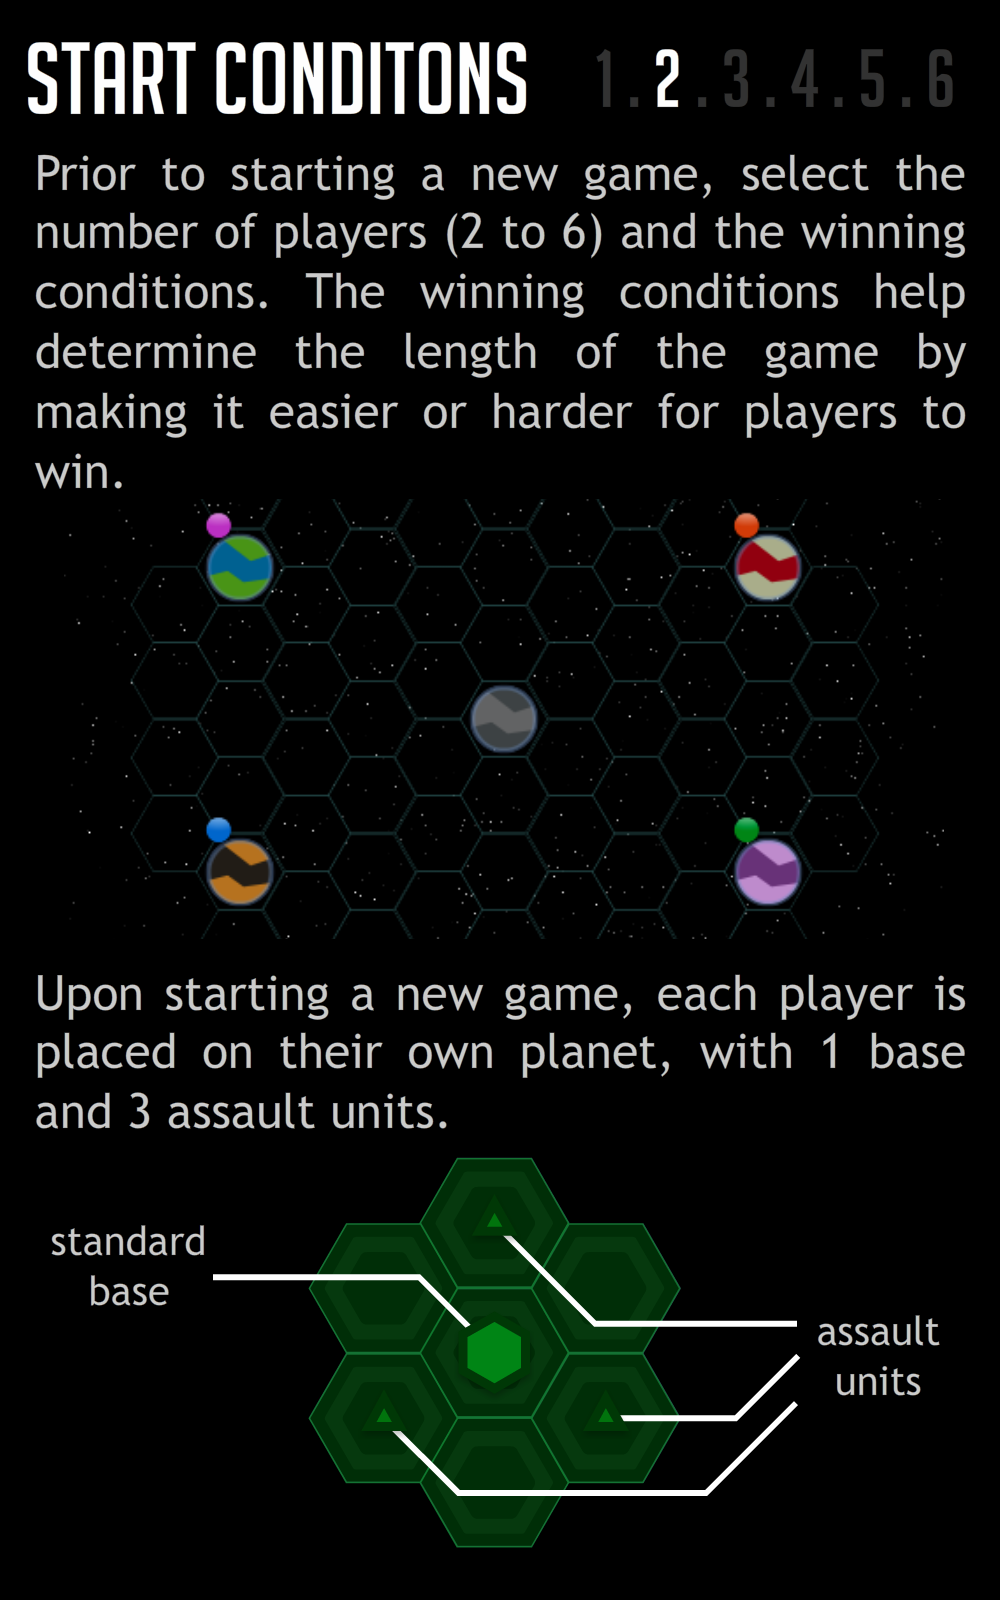 START CONDITONS 1.2.3.4.5.6
Prior to starting a new game, select the
number of players (2 to 6) and the winning
conditions. The winning conditions help
determine the length of the game by
making it easier or harder for players to
win.
Upon starting a new game, each player is
placed on their own planet, with 1 base
and 3 assault units.
standard
base
assault
units